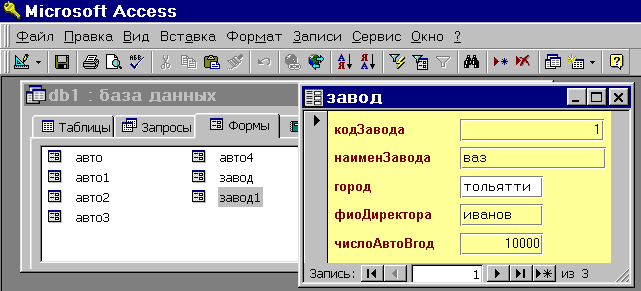 Microsoft Access
Файл Правка Вид Вставка Формат Записи Сервис Окно ?
db1 : база данных
Таблицы Запросы Формы
авто авто4
авто1 завод
авто2 завод1
авто3
завод
кодЗавода 1
наименЗавода ваз
город тольятти
фиоДиректора иванов
числоАвтоВгод 10000
Запись: 1 из 3